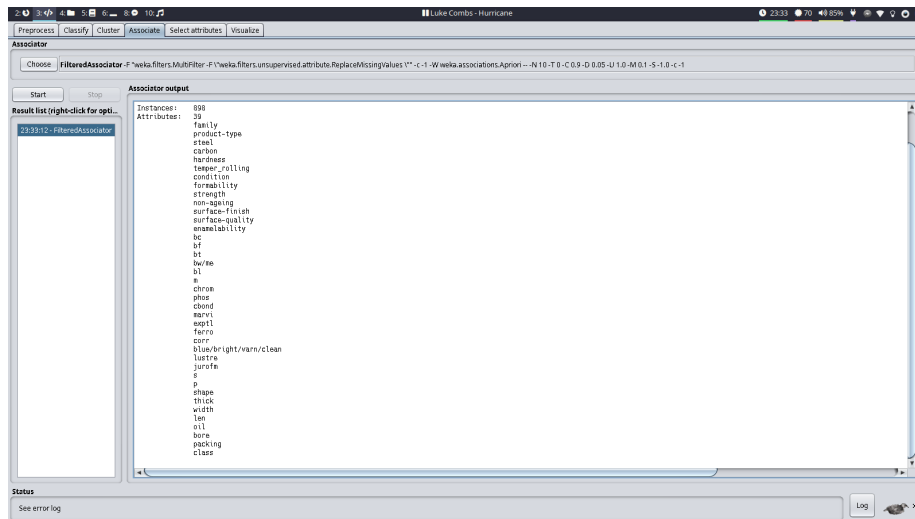 2: 3: 4: 5: 6: 8: 10: Luke Combs - Hurricane 23:33 70 85%
Preprocess Classify Cluster Associate Select attributes Visualize
Associator
Choose FilteredAssociator -F "weka.filters.MultiFilter -F \"weka.filters.unsupervised.attribute.ReplaceMissingValues \"" -c -1 -W weka.associations.Apriori -- -N 10 -T 0 -C 0.9 -D 0.05 -U 1.0 -M 0.1 -S -1.0 -c -1
Start Stop
Result list (right-click for opti...
23:33:12 - FilteredAssociator
Associator output
Instances: 898
Attributes: 39
family
product-type
steel
carbon
hardness
temper_rolling
condition
formability
strength
non-ageing
surface-finish
surface-quality
enamelability
bc
bf
bt
bw/me
bl
m
chrom
phos
cbond
marvi
exptl
ferro
corr
blue/bright/varn/clean
lustre
jurofm
s
p
shape
thick
width
len
oil
bore
packing
class
Status
See error log
Log
x